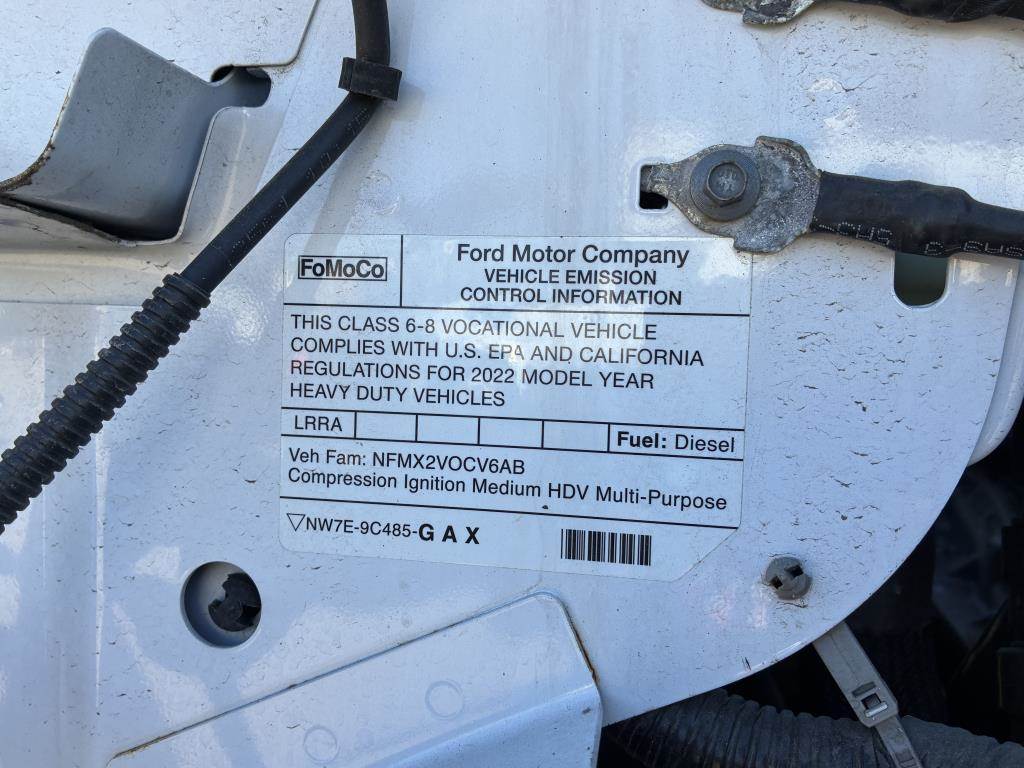 FoMoCo
Ford Motor Company
VEHICLE EMISSION
CONTROL INFORMATION
THIS CLASS 6-8 VOCATIONAL VEHICLE
COMPLIES WITH U.S. EPA AND CALIFORNIA
REGULATIONS FOR 2022 MODEL YEAR
HEAVY DUTY VEHICLES
LRRA
Fuel: Diesel
Veh Fam: NFMX2VOCV6AB
Compression Ignition Medium HDV Multi-Purpose
▽NW7E-9C485-GAX